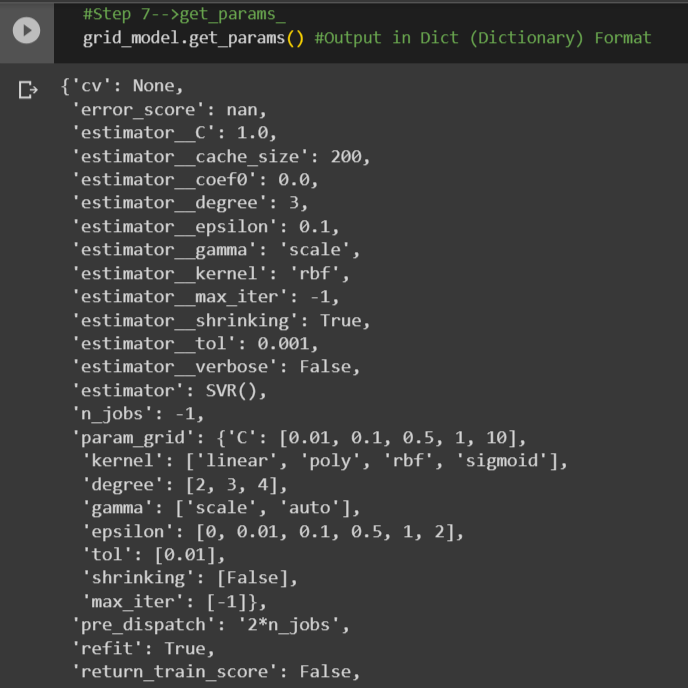 #Step 7-->get_params_
grid_model.get_params() #Output in Dict (Dictionary) Format
{'cv': None,
'error_score': nan,
'estimator__C': 1.0,
'estimator__cache_size': 200,
'estimator__coef0': 0.0,
'estimator__degree': 3,
'estimator__epsilon': 0.1,
'estimator__gamma': 'scale',
'estimator__kernel': 'rbf',
'estimator__max_iter': -1,
'estimator__shrinking': True,
'estimator__tol': 0.001,
'estimator__verbose': False,
'estimator': SVR(),
'n_jobs': -1,
'param_grid': {'C': [0.01, 0.1, 0.5, 1, 10],
'kernel': ['linear', 'poly', 'rbf', 'sigmoid'],
'degree': [2, 3, 4],
'gamma': ['scale', 'auto'],
'epsilon': [0, 0.01, 0.1, 0.5, 1, 2],
'tol': [0.01],
'shrinking': [False],
'max_iter': [-1]},
'pre_dispatch': '2*n_jobs',
'refit': True,
'return_train_score': False,